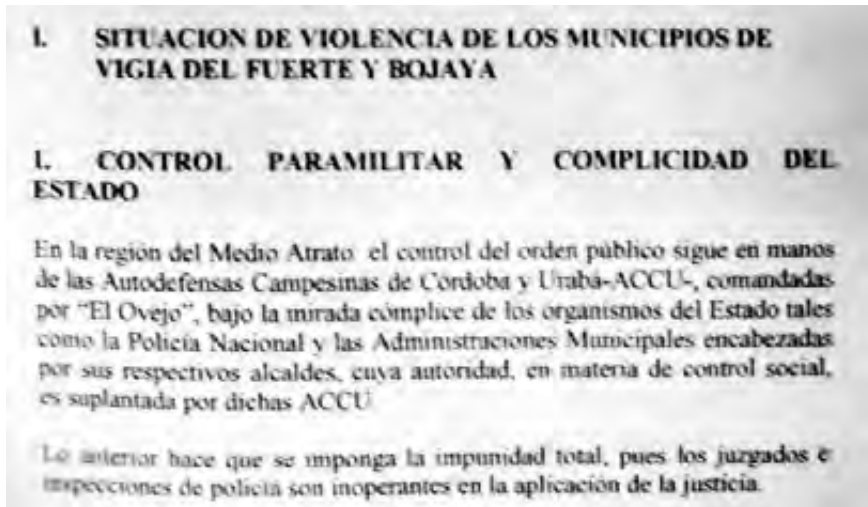 I. SITUACION DE VIOLENCIA DE LOS MUNICIPIOS DE
VIGIA DEL FUERTE Y BOJAYA
I. CONTROL PARAMILITAR Y COMPLICIDAD DEL
ESTADO
En la región del Medio Atrato el control del orden público sigue en manos
de las Autodefensas Campesinas de Córdoba y Urabá-ACCU-, comandadas
por "El Ovejo", bajo la mirada cómplice de los organismos del Estado tales
como la Policía Nacional y las Administraciones Municipales encabezadas
por sus respectivos alcaldes, cuya autoridad, en materia de control social,
es suplantada por dichas ACCU
Lo anterior hace que se imponga la impunidad total, pues los juzgados e
inspecciones de policía son inoperantes en la aplicación de la justicia.